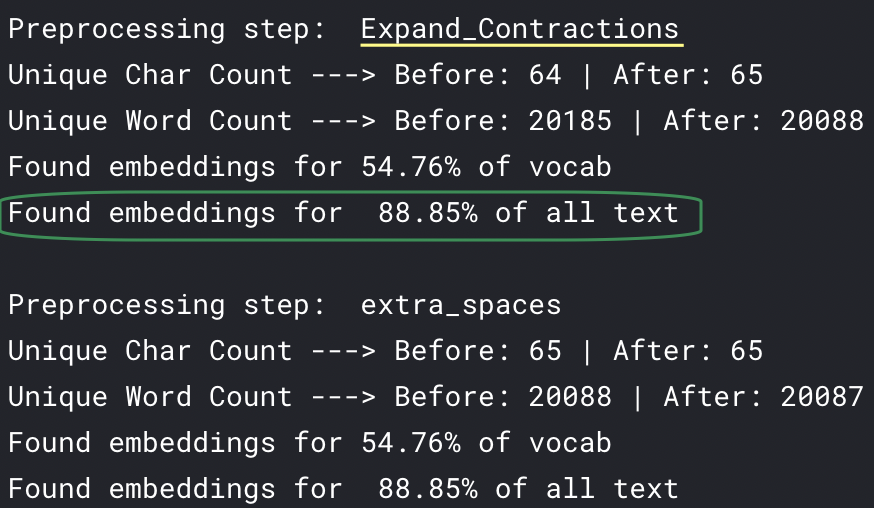 Preprocessing step:  Expand_Contractions
Unique Char Count ---> Before: 64 | After: 65
Unique Word Count ---> Before: 20185 | After: 20088
Found embeddings for 54.76% of vocab
Found embeddings for  88.85% of all text
Preprocessing step:  extra_spaces
Unique Char Count ---> Before: 65 | After: 65
Unique Word Count ---> Before: 20088 | After: 20087
Found embeddings for 54.76% of vocab
Found embeddings for  88.85% of all text